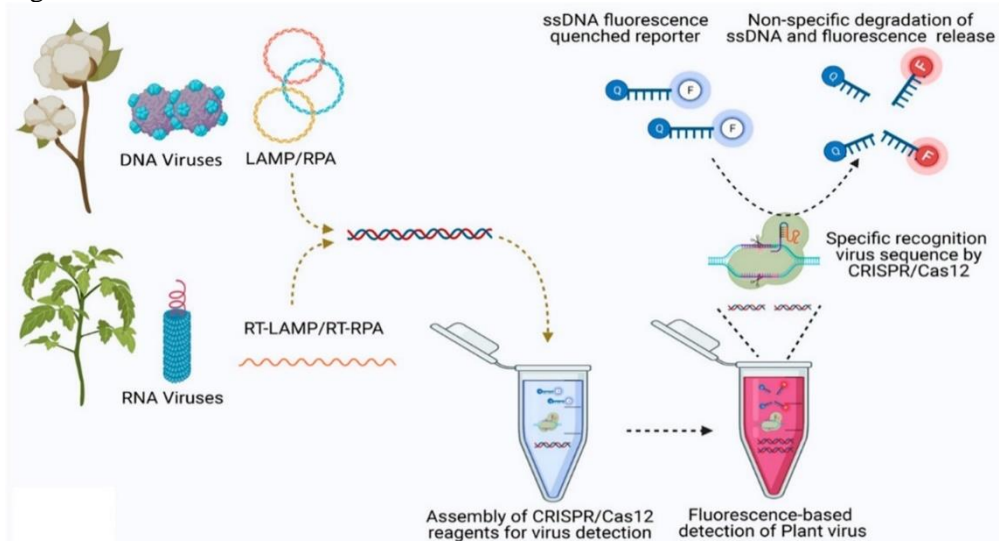 ssDNA fluorescence
quenched reporter
Non-specific degradation of
ssDNA and fluorescence release
Q
F
Q
F
Q
F
Q
F
DNA Viruses
LAMP/RPA
Specific recognition
virus sequence by
CRISPR/Cas12
RT-LAMP/RT-RPA
RNA Viruses
Assembly of CRISPR/Cas12
reagents for virus detection
Fluorescence-based
detection of Plant virus